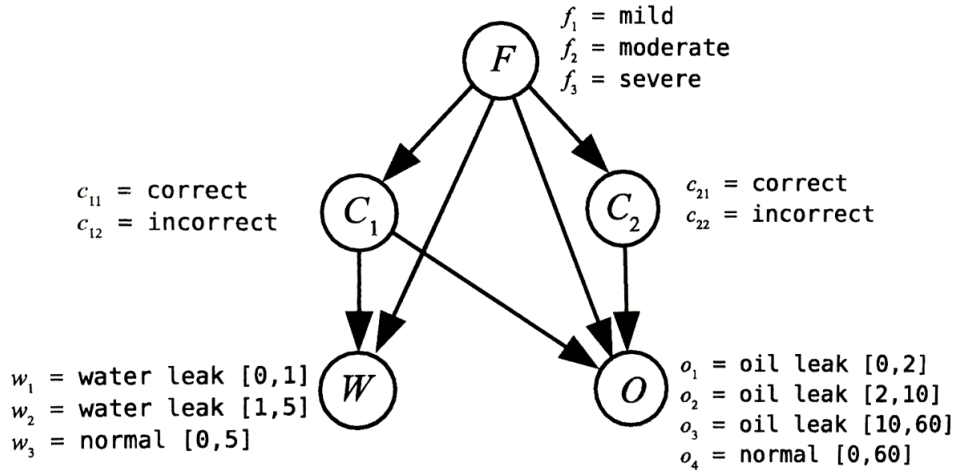 f₁ = mild
f₂ = moderate
f₃ = severe
F
c₁₁ = correct
c₁₂ = incorrect
C₁
C₂
c₂₁ = correct
c₂₂ = incorrect
w₁ = water leak [0,1]
w₂ = water leak [1,5]
w₃ = normal [0,5]
W
O
o₁ = oil leak [0,2]
o₂ = oil leak [2,10]
o₃ = oil leak [10,60]
o₄ = normal [0,60]